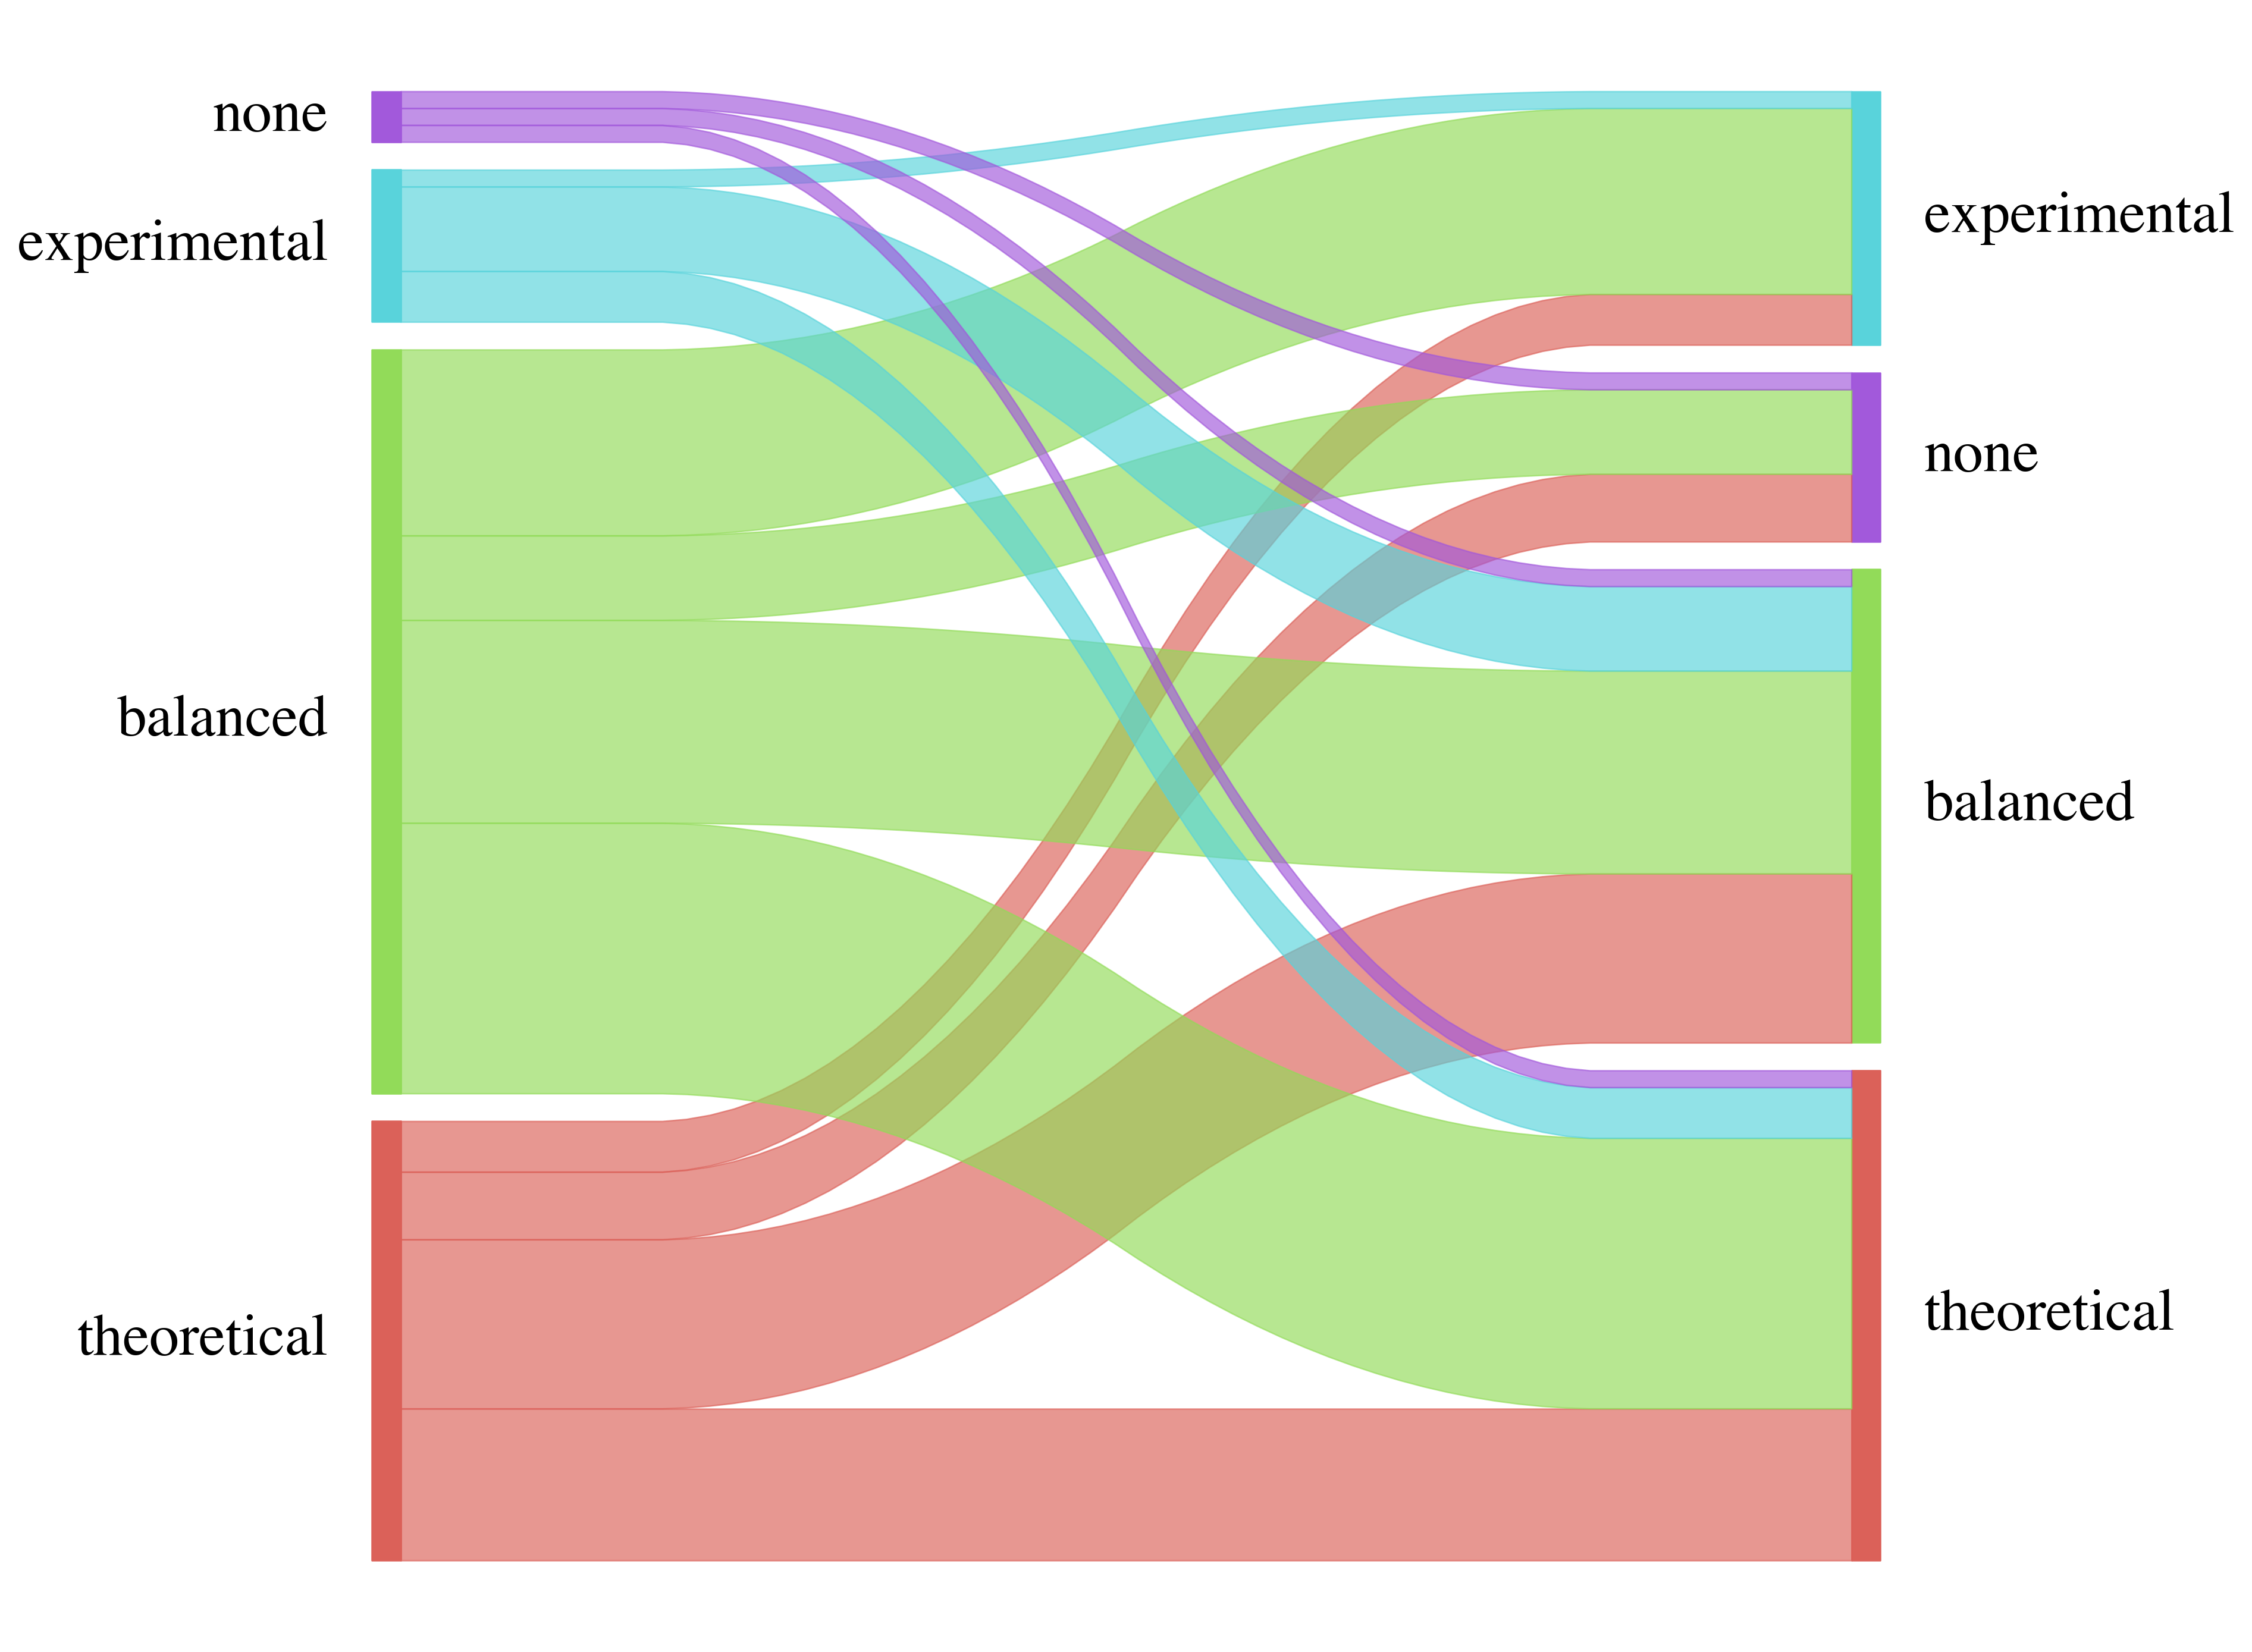 none
experimental
balanced
theoretical
experimental
none
balanced
theoretical